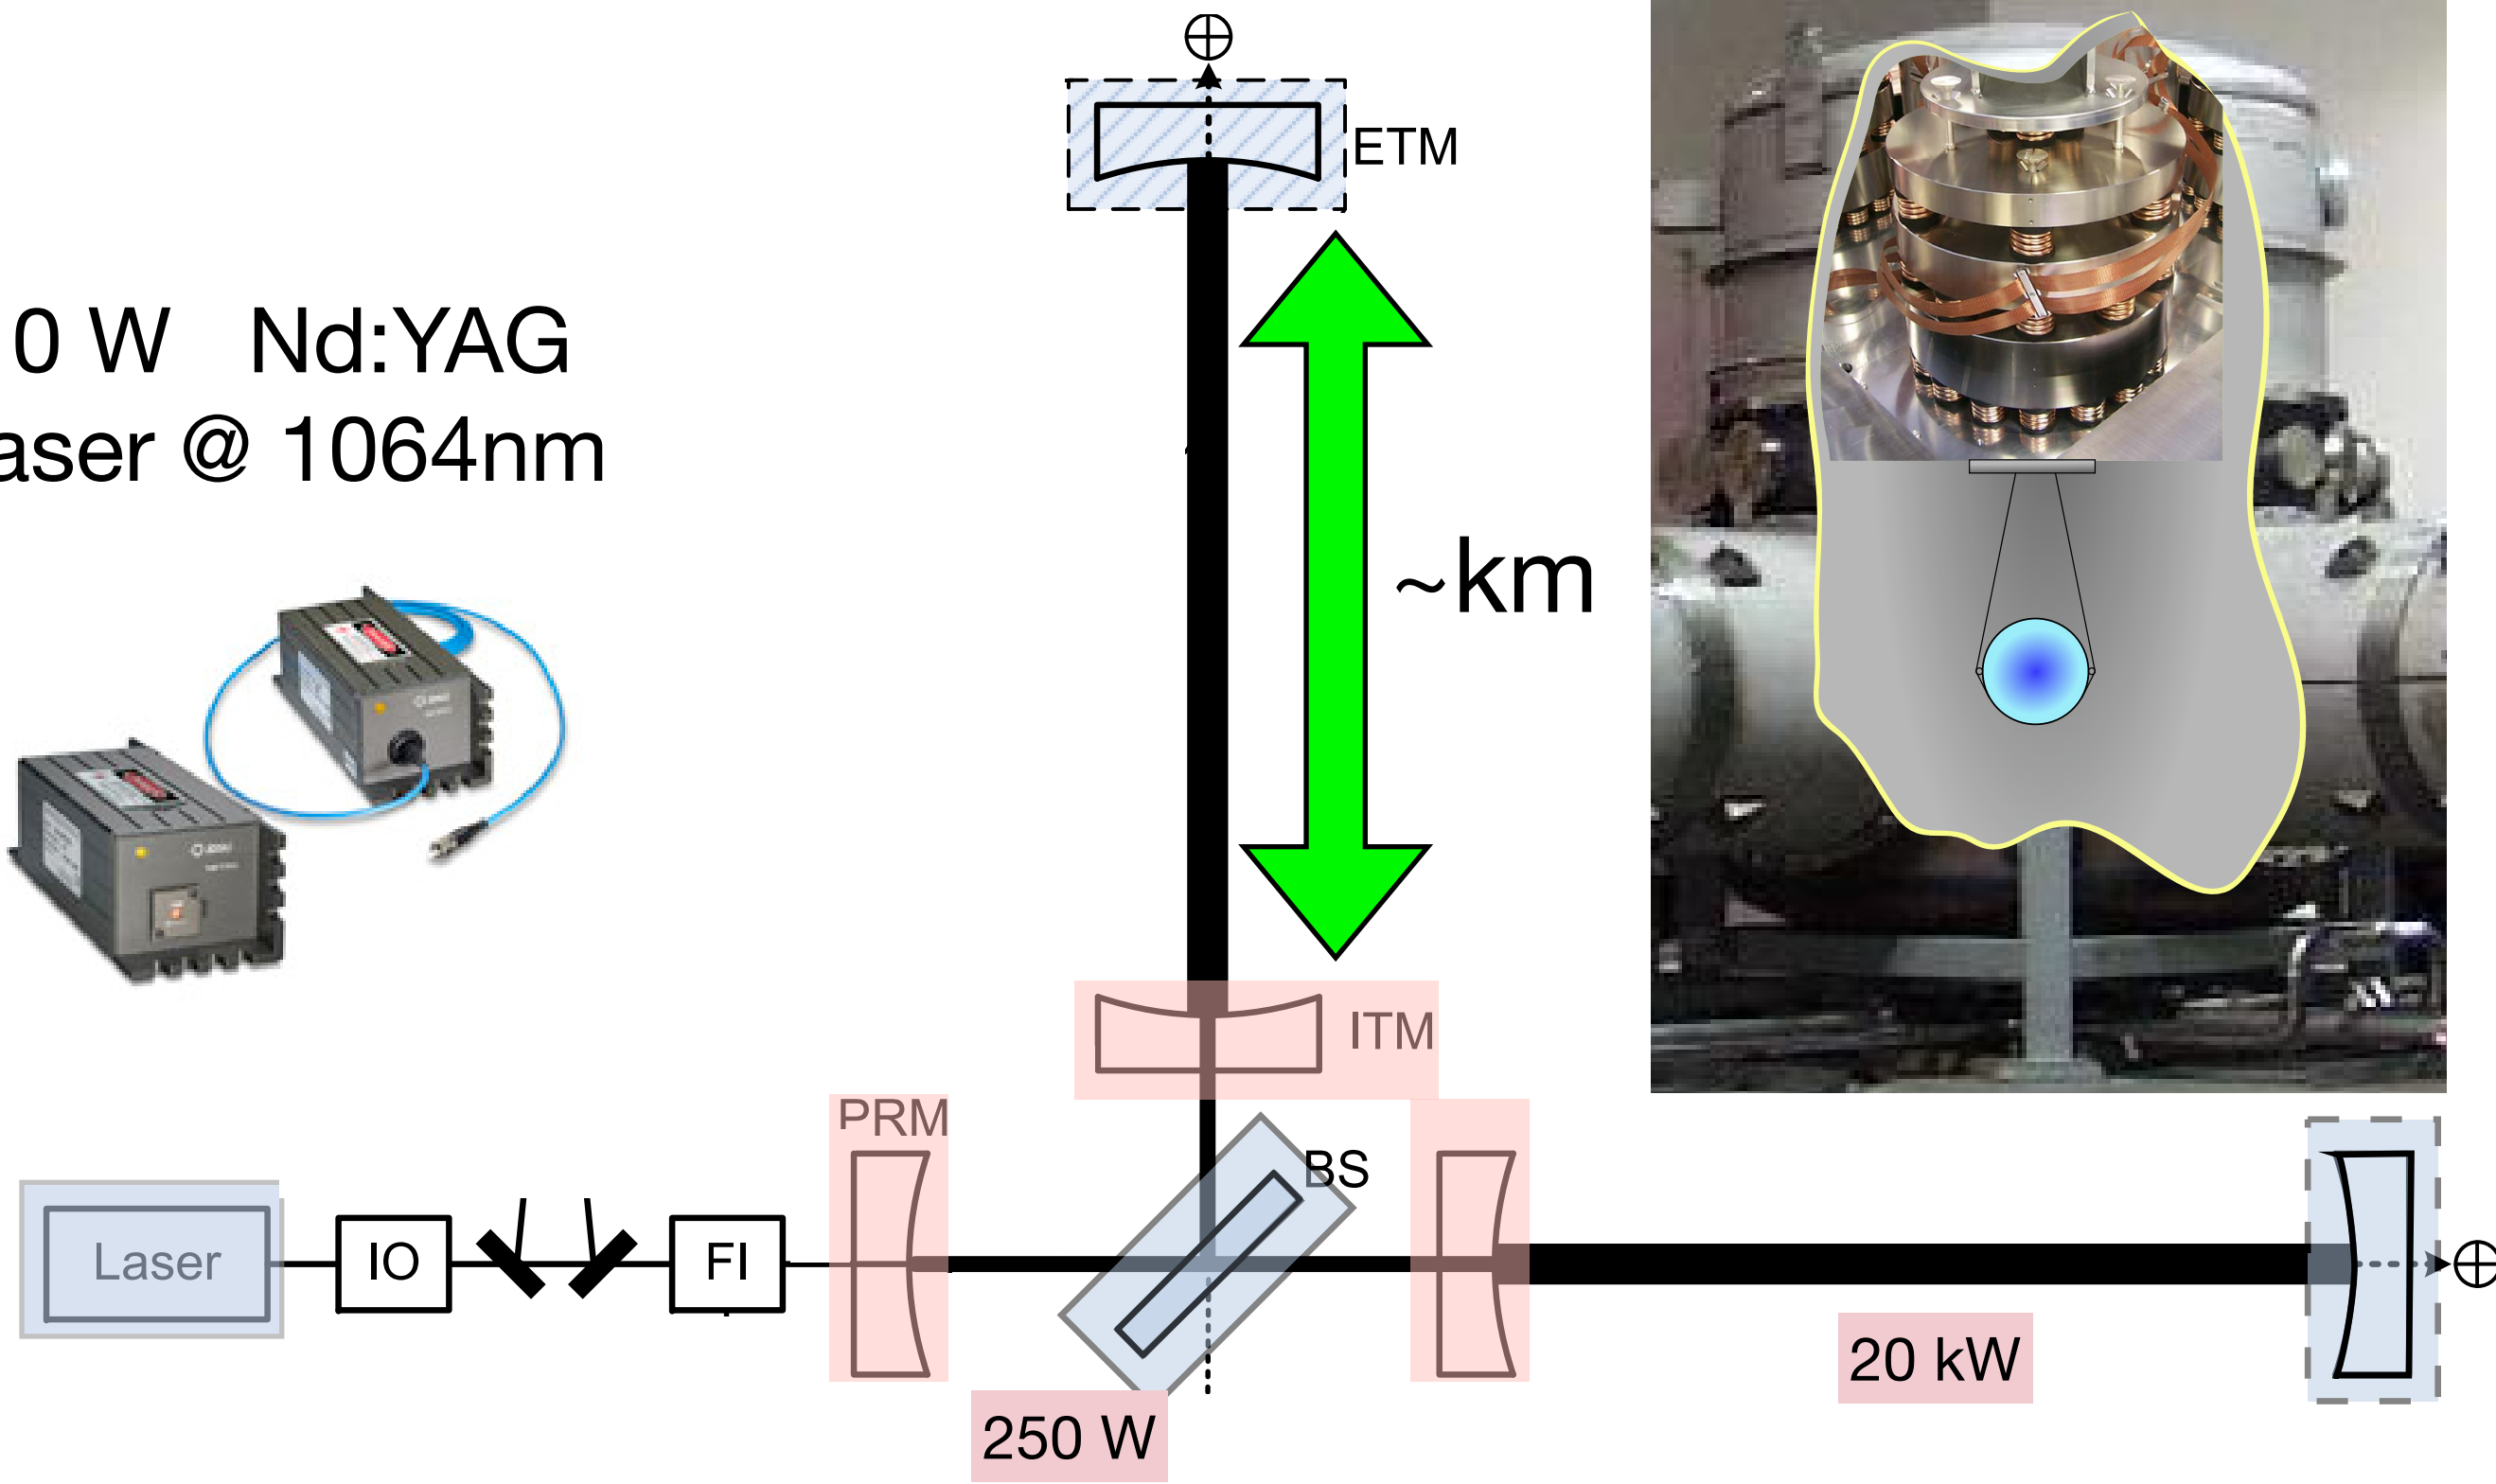 ETM
0 W Nd:YAG
aser @ 1064nm
~km
ITM
PRM
BS
Laser
IO
FI
20 kW
250 W